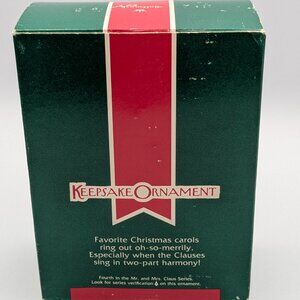 KEEPSAKE ORNAMENT
Favorite Christmas carols
ring out oh-so-merrily.
Especially when the Clauses
sing in two-part harmony!
Fourth in the Mr. and Mrs. Claus Series.
Look for series verification on this ornament.